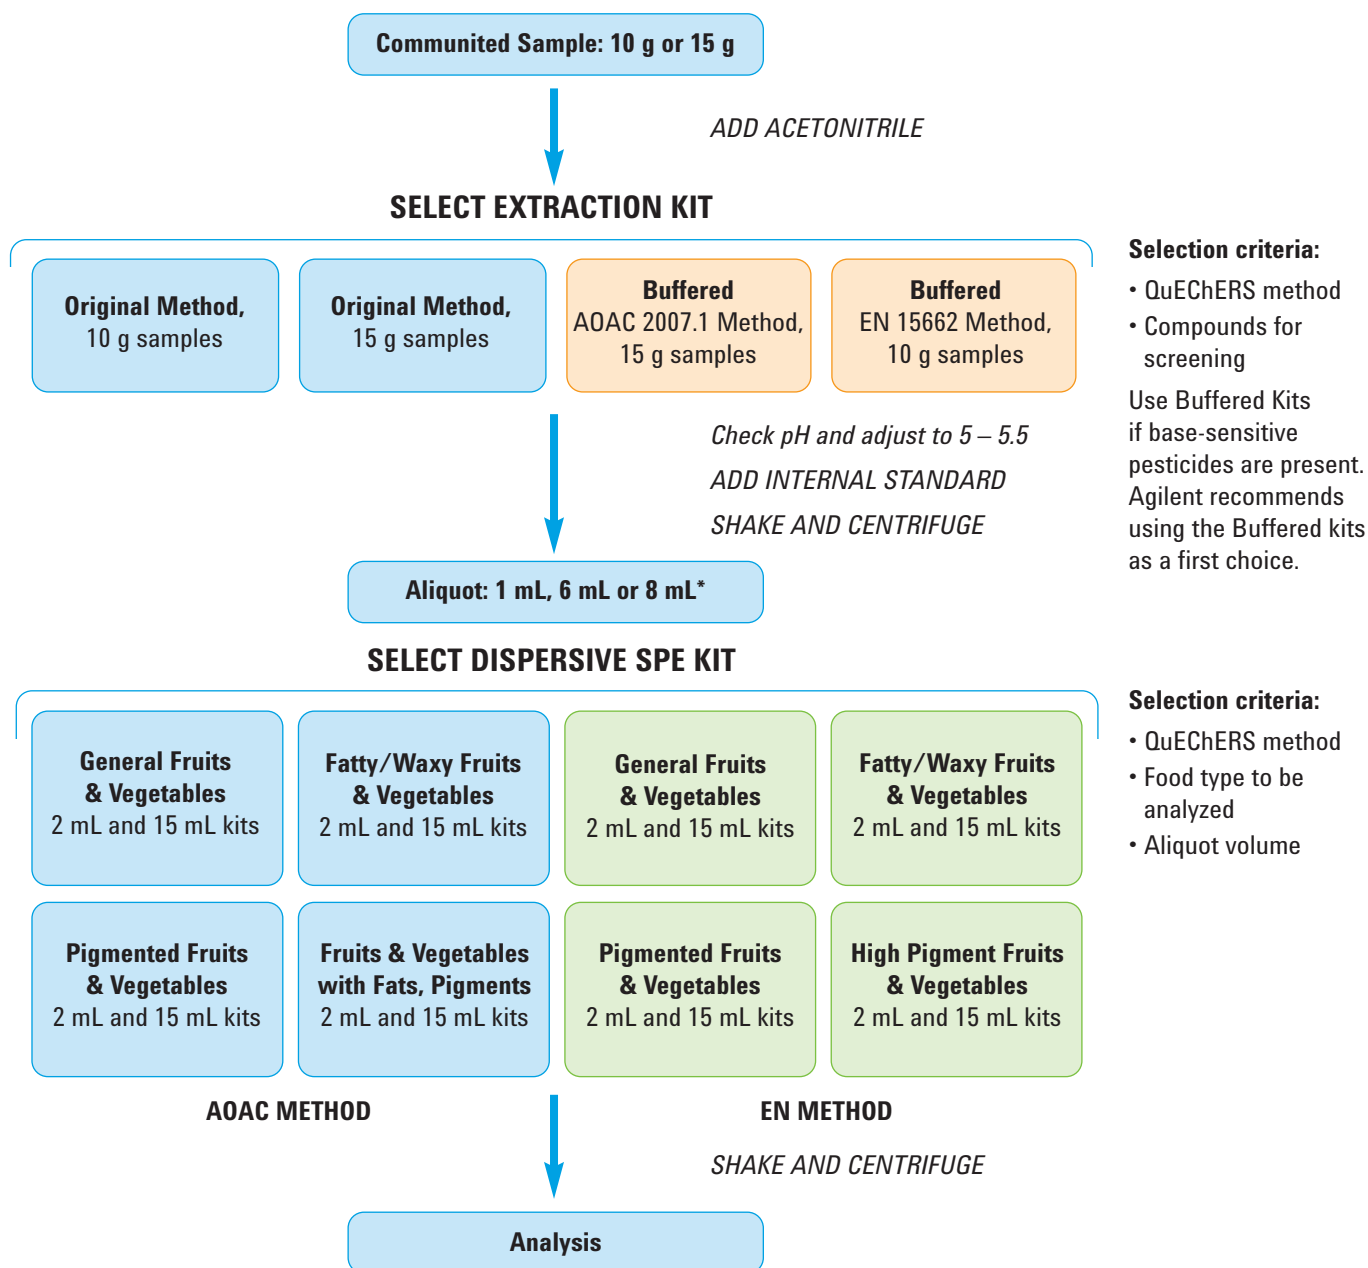 Communited Sample: 10 g or 15 g
ADD ACETONITRILE
SELECT EXTRACTION KIT
Original Method,
10 g samples
Original Method,
15 g samples
Buffered
AOAC 2007.1 Method,
15 g samples
Buffered
EN 15662 Method,
10 g samples
Selection criteria:
• QuEChERS method
• Compounds for
screening
Use Buffered Kits
if base-sensitive
pesticides are present.
Agilent recommends
using the Buffered kits
as a first choice.
Check pH and adjust to 5 – 5.5
ADD INTERNAL STANDARD
SHAKE AND CENTRIFUGE
Aliquot: 1 mL, 6 mL or 8 mL*
SELECT DISPERSIVE SPE KIT
General Fruits
& Vegetables
2 mL and 15 mL kits
Fatty/Waxy Fruits
& Vegetables
2 mL and 15 mL kits
General Fruits
& Vegetables
2 mL and 15 mL kits
Fatty/Waxy Fruits
& Vegetables
2 mL and 15 mL kits
Selection criteria:
• QuEChERS method
• Food type to be
analyzed
• Aliquot volume
Pigmented Fruits
& Vegetables
2 mL and 15 mL kits
Fruits & Vegetables
with Fats, Pigments
2 mL and 15 mL kits
Pigmented Fruits
& Vegetables
2 mL and 15 mL kits
High Pigment Fruits
& Vegetables
2 mL and 15 mL kits
AOAC METHOD
EN METHOD
SHAKE AND CENTRIFUGE
Analysis